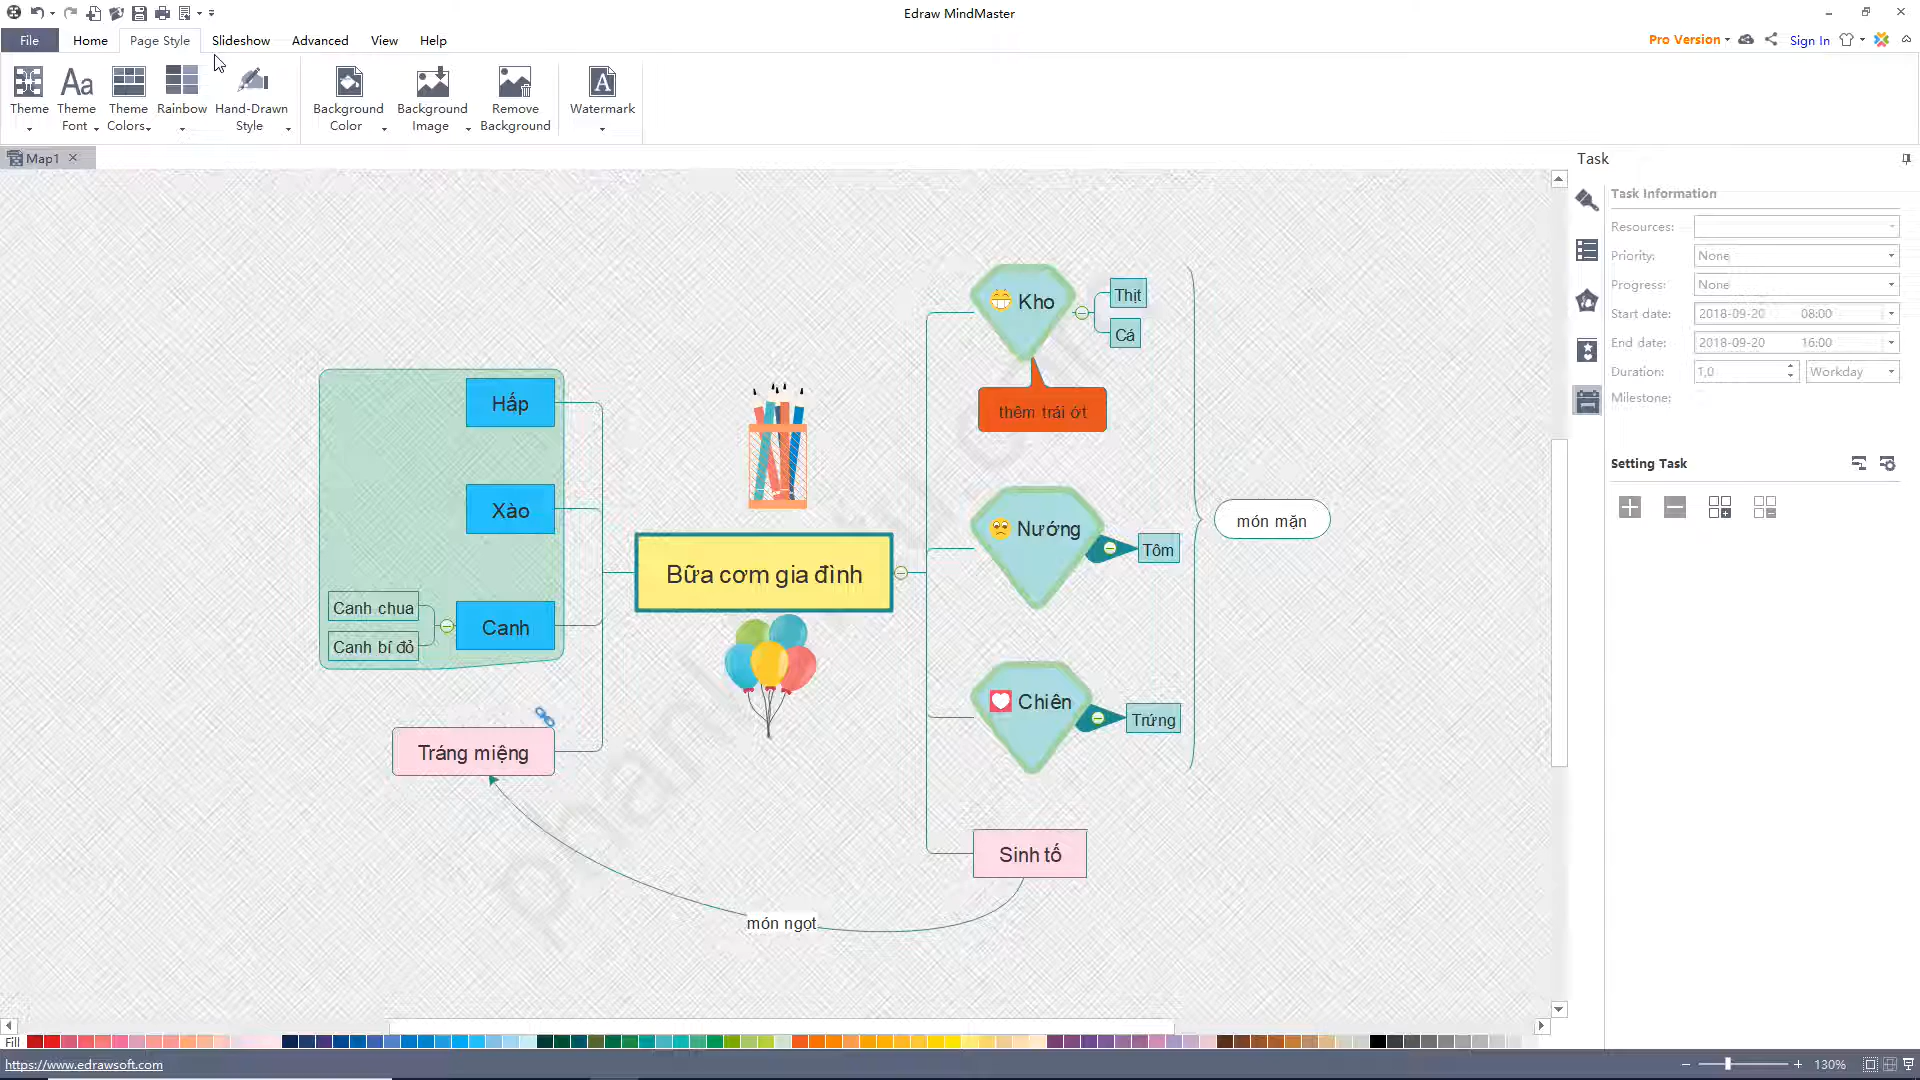 Edraw MindMaster
File Home Page Style Slideshow Advanced View Help
Pro Version Sign In
Theme
Theme Font
Theme Colors
Rainbow
Hand-Drawn Style
Background Color
Background Image
Remove Background
Watermark
Map1
Task
Task Information
Resources:
Priority: None
Progress: None
Start date: 2018-09-20 08:00
End date: 2018-09-20 16:00
Duration: 1,0 Workday
Milestone:
Setting Task
Kho
Thịt
Cá
thêm trái ớt
Hấp
Xào
Nướng
Tôm
món mặn
Bữa cơm gia đình
Canh chua
Canh bí đỏ
Canh
Chiên
Trứng
Tráng miệng
Sinh tố
món ngọt
Fill
https://www.edrawsoft.com
130%